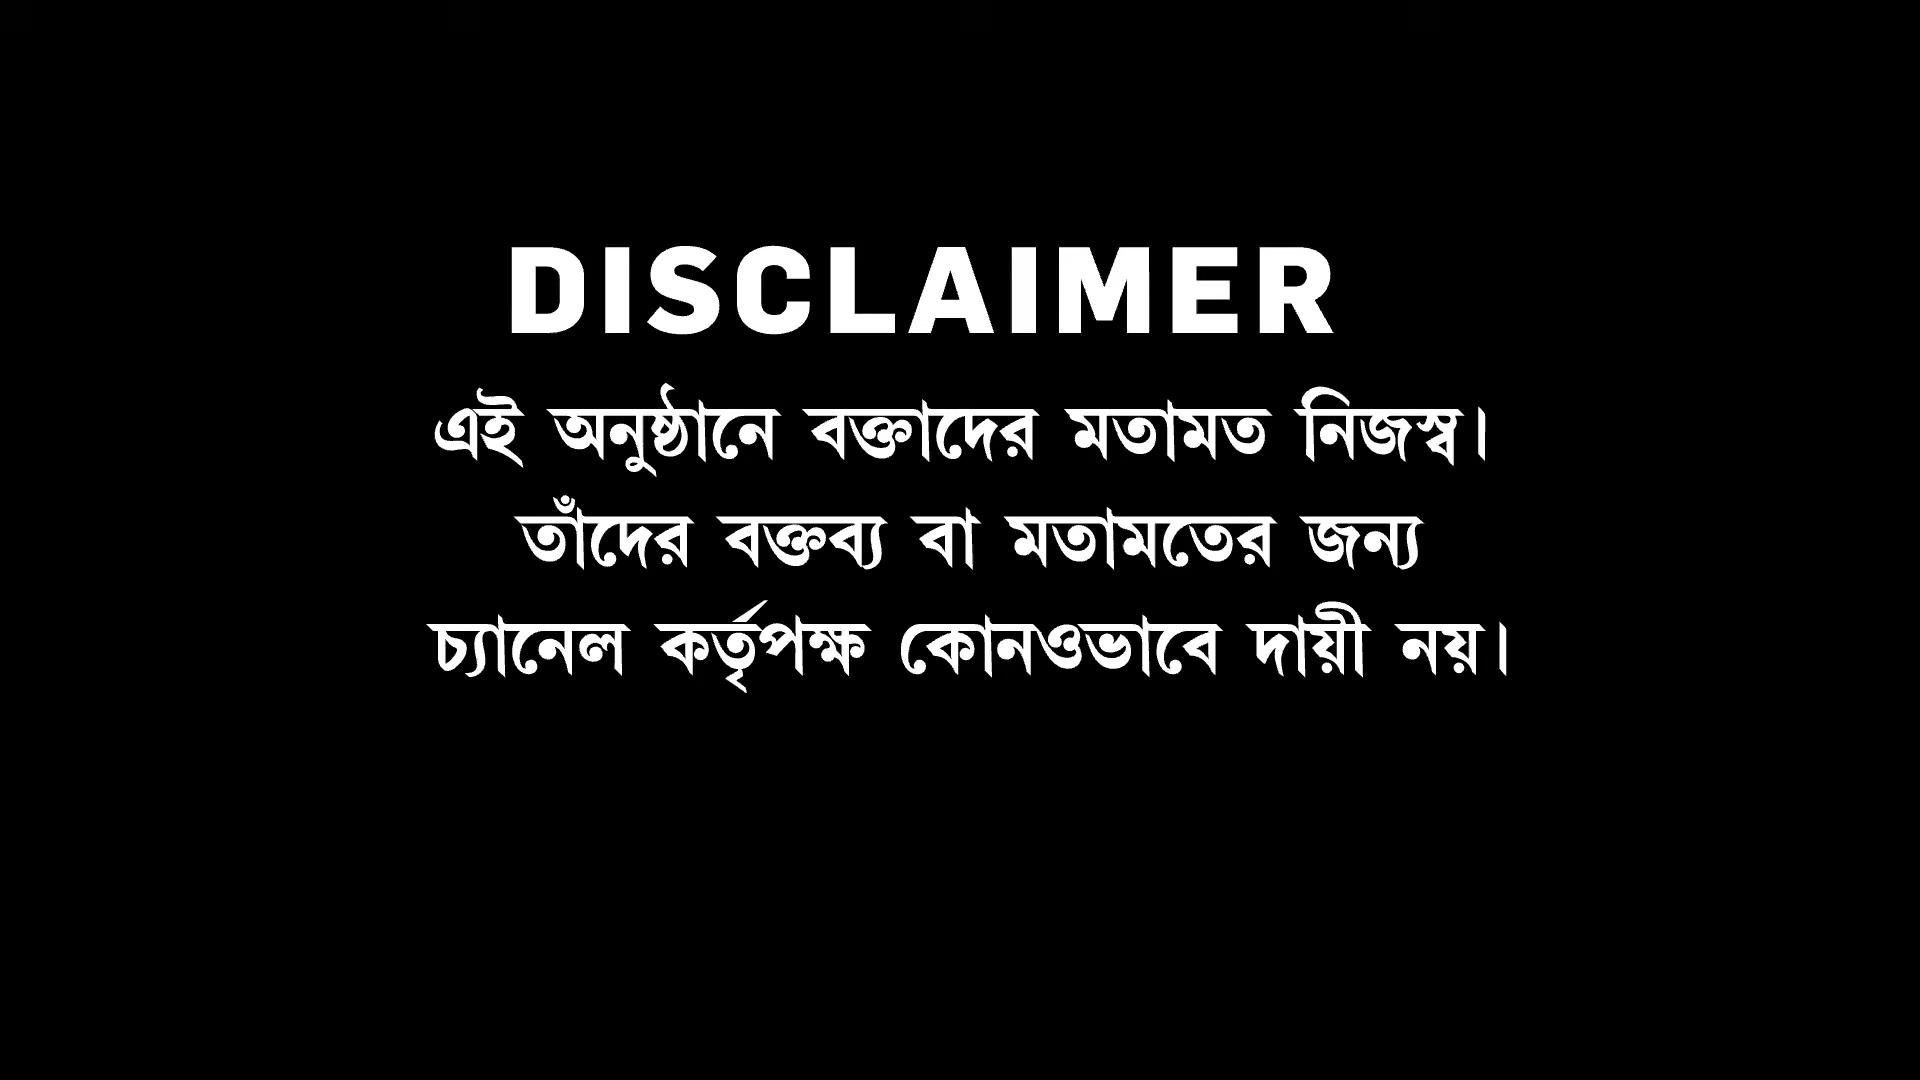 DISCLAIMER
এই অনুষ্ঠানে বক্তাদের মতামত নিজস্ব।
তাঁদের বক্তব্য বা মতামতের জন্য
চ্যানেল কর্তৃপক্ষ কোনওভাবে দায়ী নয়।